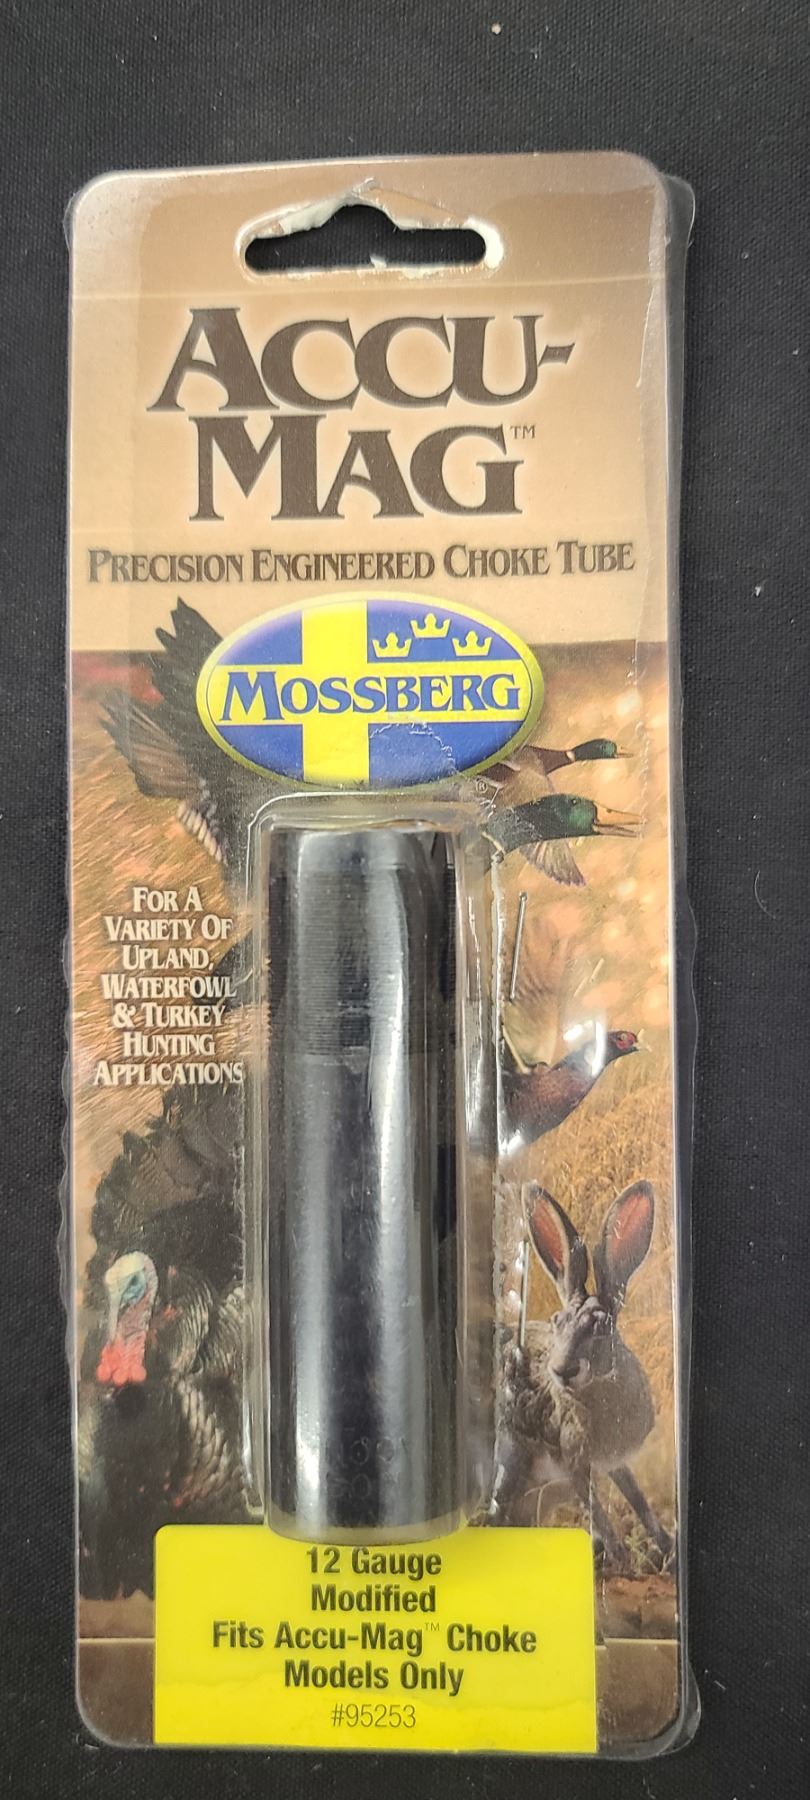 ACCU-
MAG™
PRECISION ENGINEERED CHOKE TUBE
MOSSBERG
®
FOR A
VARIETY OF
UPLAND,
WATERFOWL
& TURKEY
HUNTING
APPLICATIONS
12 Gauge
Modified
Fits Accu-Mag™ Choke
Models Only
#95253